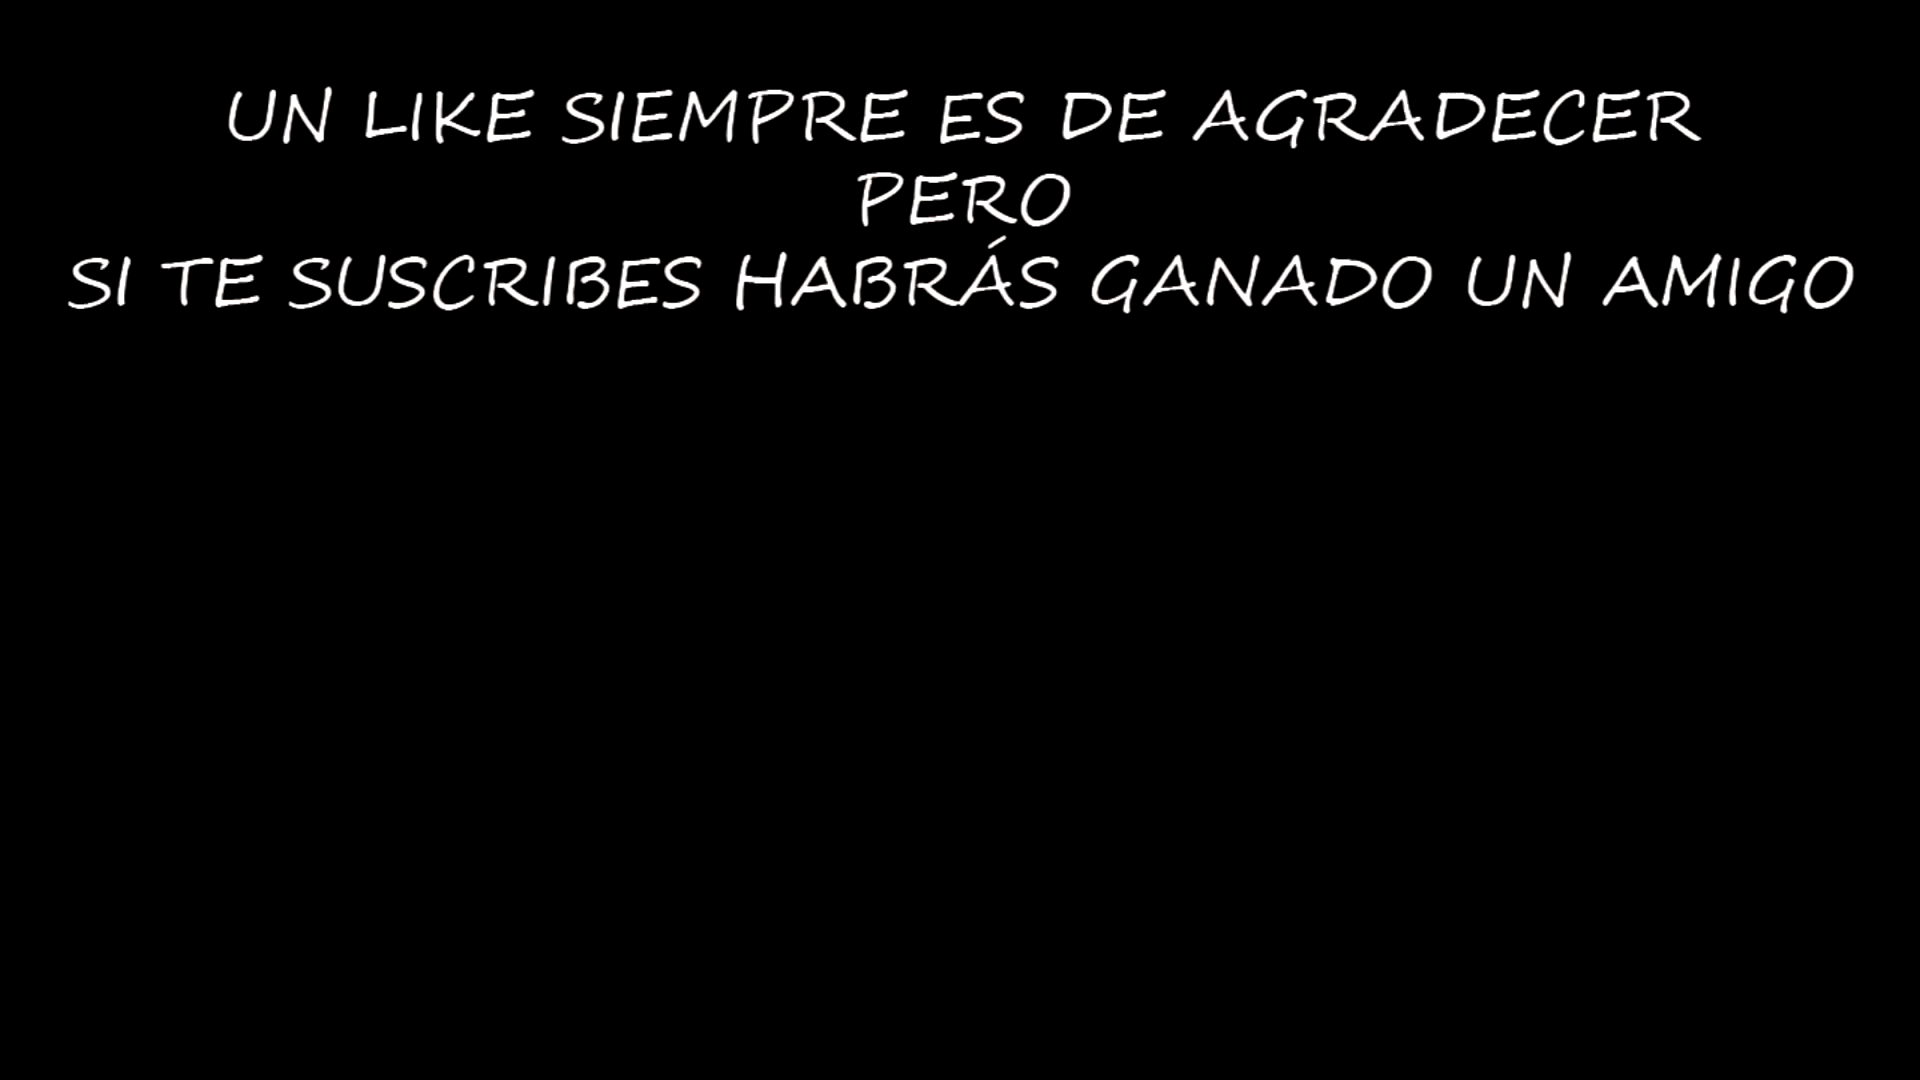 UN LIKE SIEMPRE ES DE AGRADECER
PERO
SI TE SUSCRIBES HABRÁS GANADO UN AMIGO